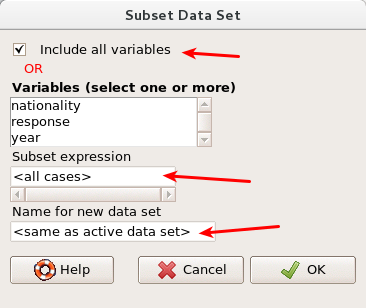 Subset Data Set
Include all variables
OR
Variables (select one or more)
nationality
response
year
Subset expression
<all cases>
Name for new data set
<same as active data set>
Help
Cancel
OK